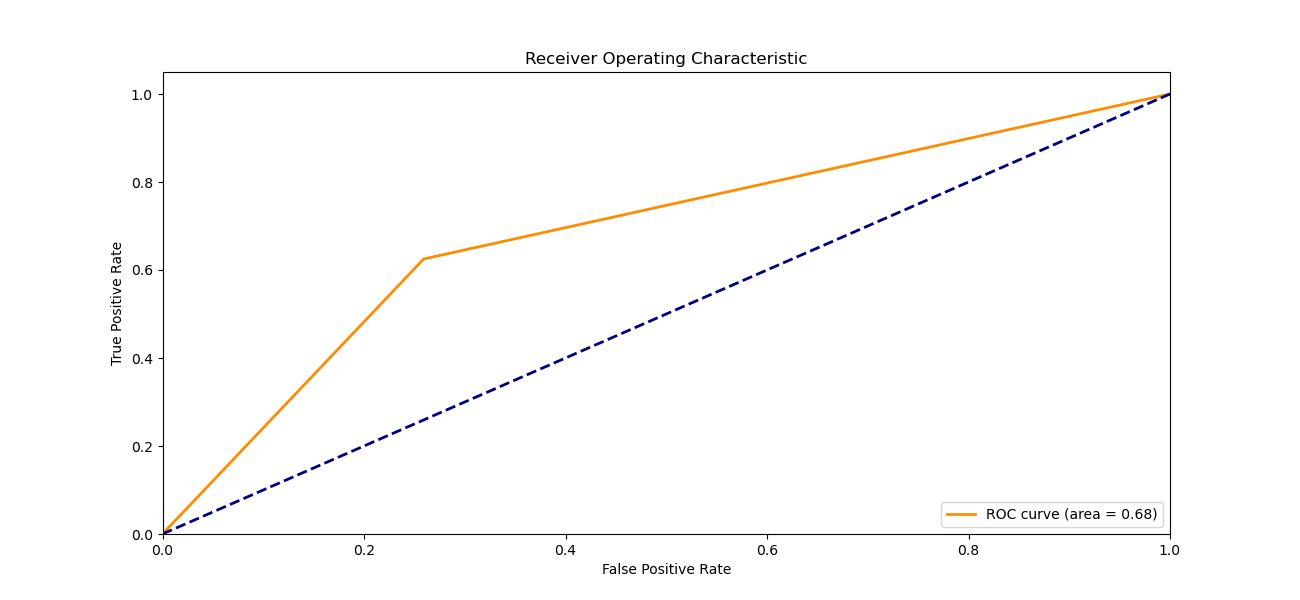 Receiver Operating Characteristic
1.0
0.8
0.6
0.4
0.2
0.0
True Positive Rate
0.0 0.2 0.4 0.6 0.8 1.0
False Positive Rate
ROC curve (area = 0.68)